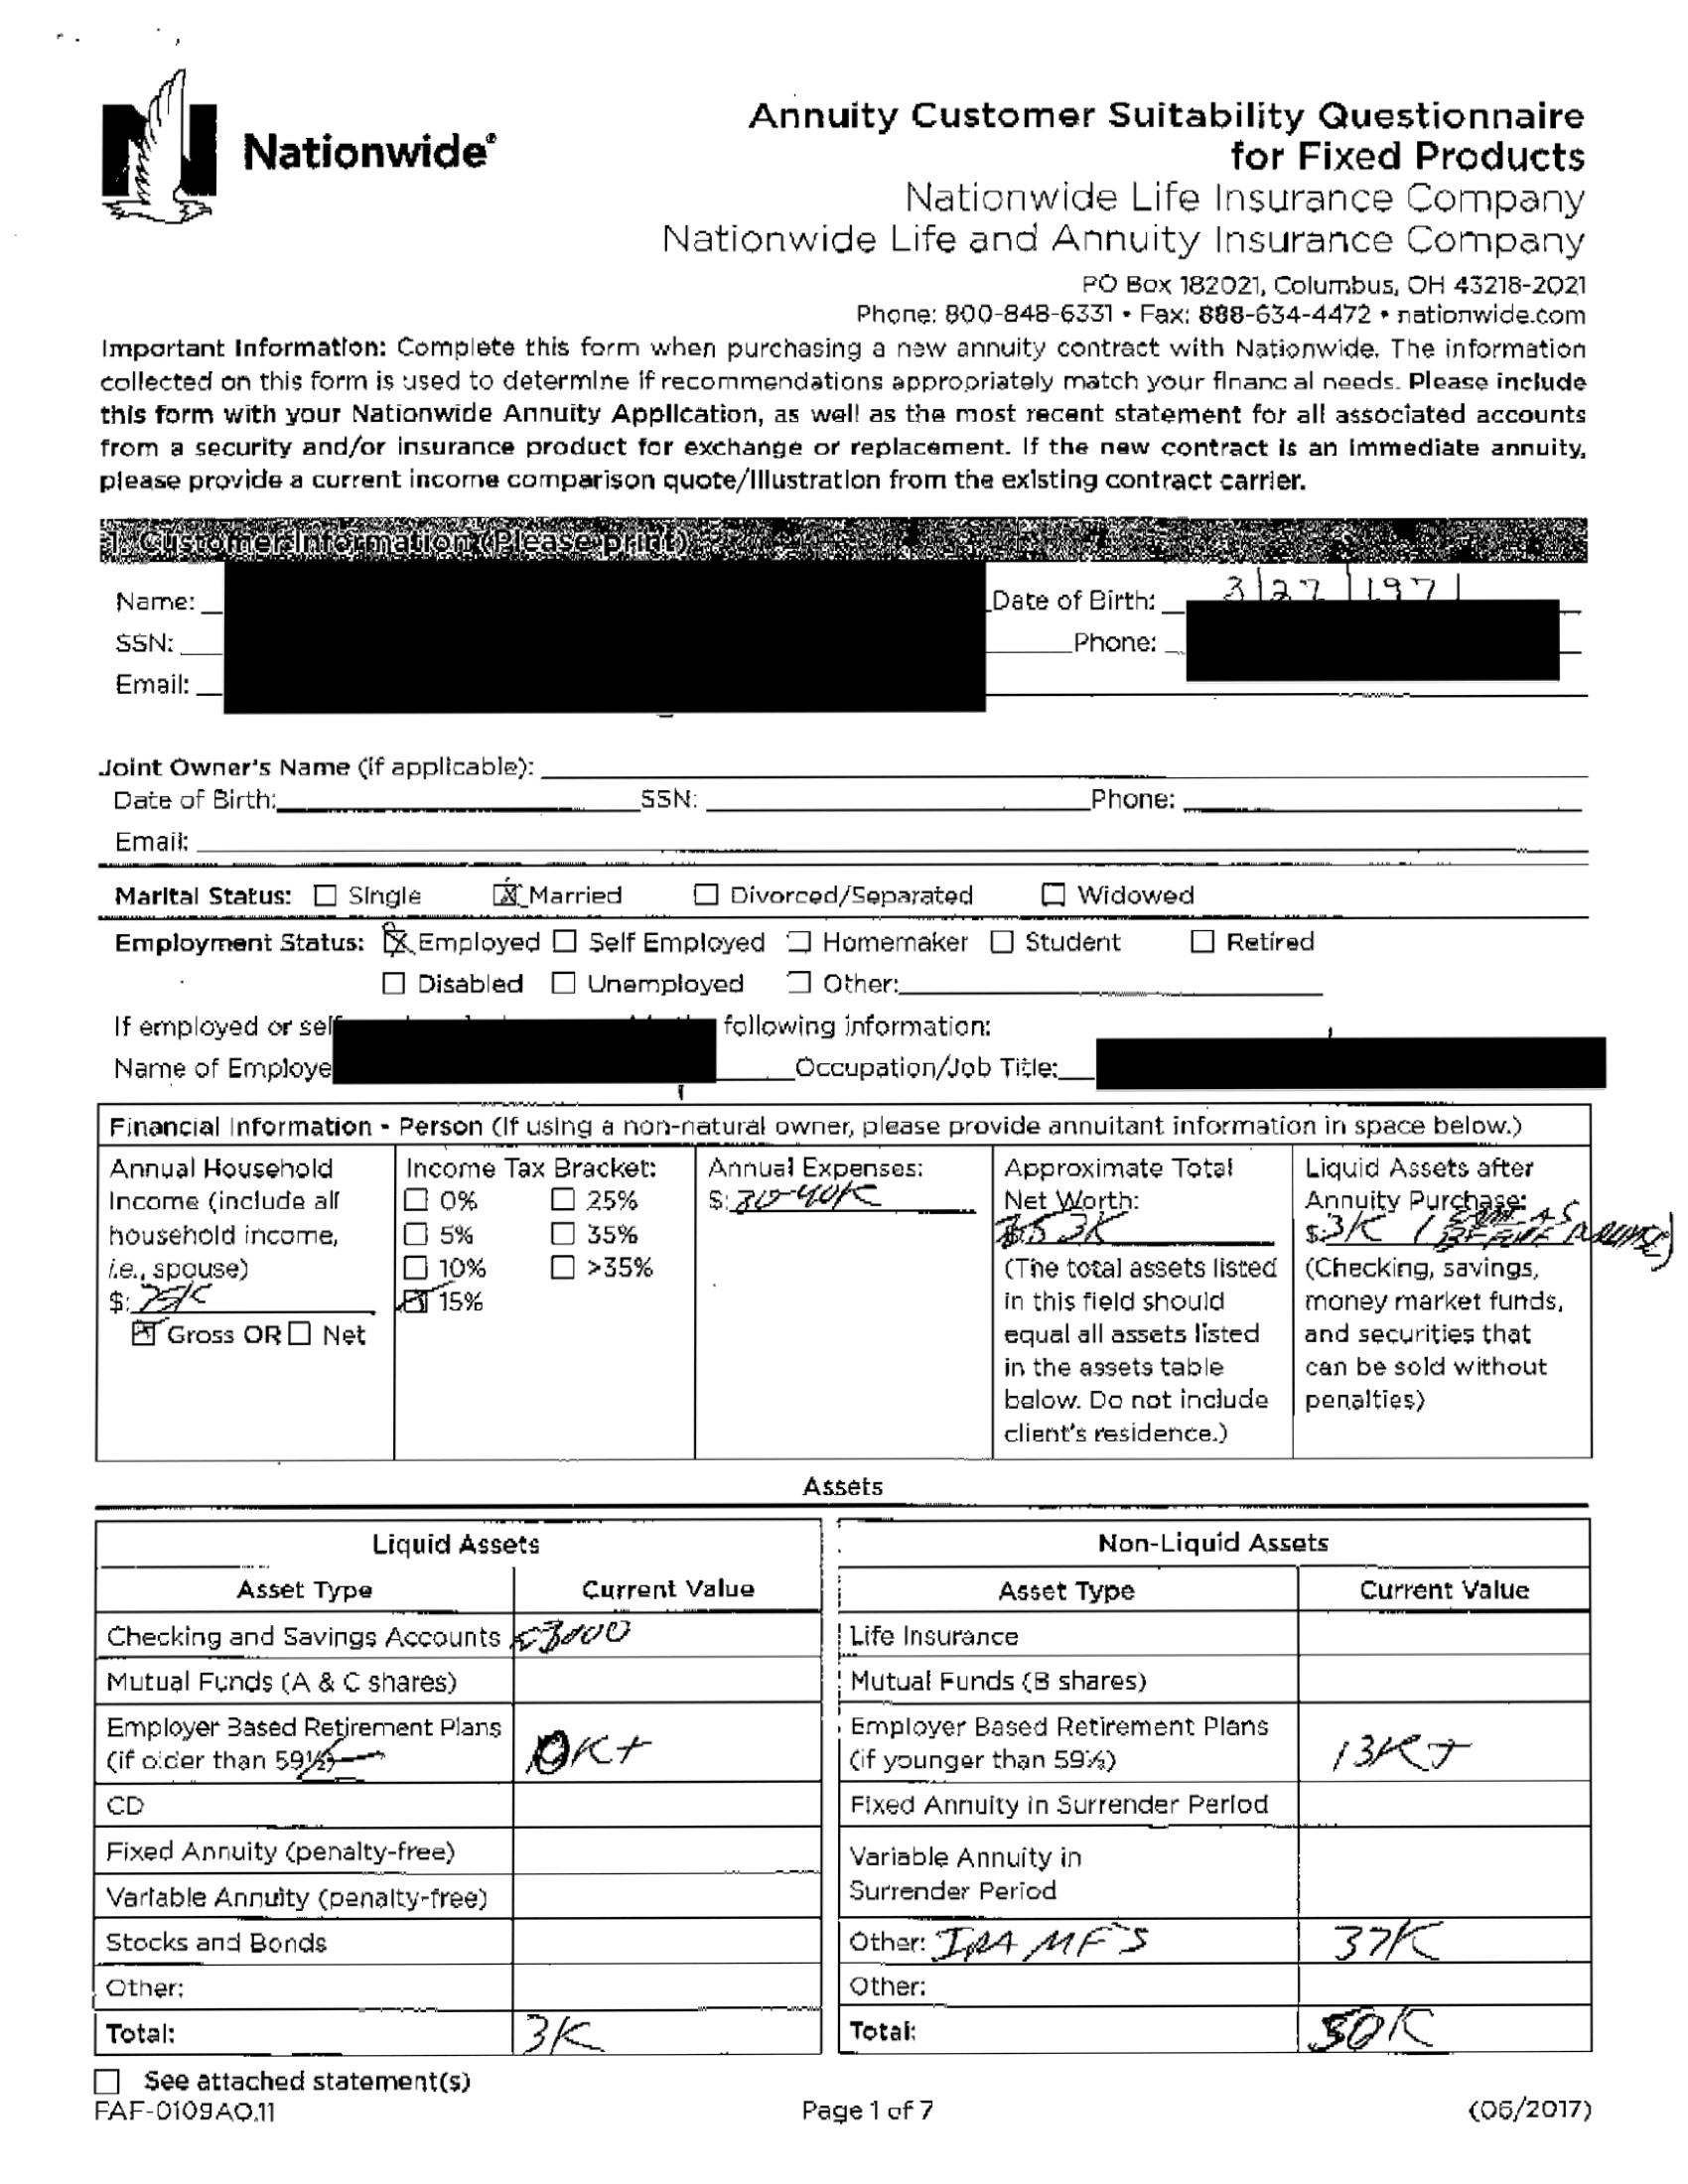 Nationwide®
Annuity Customer Suitability Questionnaire
for Fixed Products
Nationwide Life Insurance Company
Nationwide Life and Annuity Insurance Company
PO Box 182021, Columbus, OH 43218-2021
Phone: 800-848-6331 • Fax: 888-634-4472 • nationwide.com
Important Information: Complete this form when purchasing a new annuity contract with Nationwide. The information
collected on this form is used to determine if recommendations appropriately match your financ al needs. Please include
this form with your Nationwide Annuity Application, as well as the most recent statement for all associated accounts
from a security and/or insurance product for exchange or replacement. If the new contract is an immediate annuity,
please provide a current income comparison quote/illustration from the existing contract carrier.
1. Customer Information (Please print)
Name: Date of Birth: 3/27/1971
SSN: Phone:
Email:
Joint Owner's Name (if applicable):
Date of Birth: SSN: Phone:
Email:
Marital Status: ☐ Single ☒ Married ☐ Divorced/Separated ☐ Widowed
Employment Status: ☒ Employed ☐ Self Employed ☐ Homemaker ☐ Student ☐ Retired
☐ Disabled ☐ Unemployed ☐ Other:
If employed or self following information:
Name of Employe Occupation/Job Title:
Financial Information - Person (If using a non-natural owner, please provide annuitant information in space below.)
Annual Household
Income (include all
household income,
i.e., spouse)
$:
☒ Gross OR ☐ Net
Income Tax Bracket:
☐ 0% ☐ 25%
☐ 5% ☐ 35%
☐ 10% ☐ >35%
☒ 15%
Annual Expenses:
$: 30-40K
Approximate Total
Net Worth:
$ 53K
(The total assets listed
in this field should
equal all assets listed
in the assets table
below. Do not include
client's residence.)
Liquid Assets after
Annuity Purchase:
$ 3K (SAME AS BEFORE
(Checking, savings,
money market funds,
and securities that
can be sold without
penalties)
Assets
Liquid Assets
Asset Type Current Value
Checking and Savings Accounts <3000
Mutual Funds (A & C shares)
Employer Based Retirement Plans
(if older than 59½) 0K+
CD
Fixed Annuity (penalty-free)
Variable Annuity (penalty-free)
Stocks and Bonds
Other:
Total: 3K
Non-Liquid Assets
Asset Type Current Value
Life Insurance
Mutual Funds (B shares)
Employer Based Retirement Plans
(if younger than 59½) 13K+
Fixed Annuity in Surrender Period
Variable Annuity in
Surrender Period
Other: IRA MF'S 37K
Other:
Total: 50K
☐ See attached statement(s)
FAF-0109AO.11 Page 1 of 7 (06/2017)